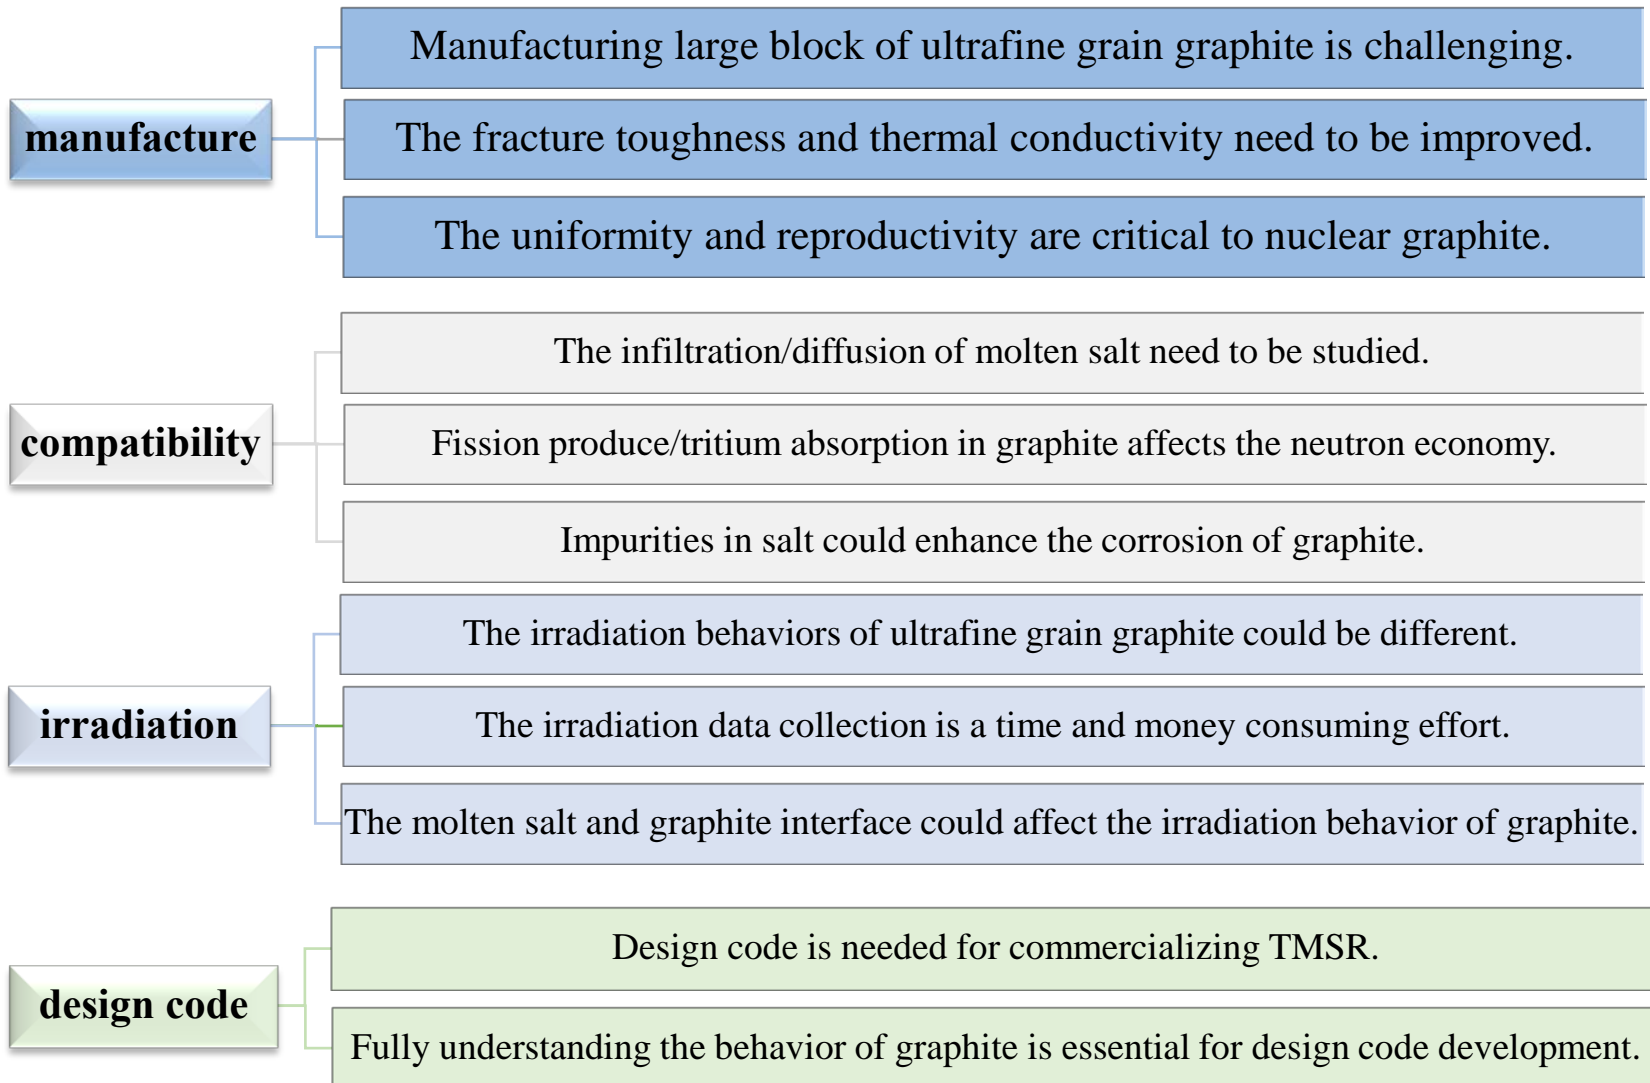 manufacture
Manufacturing large block of ultrafine grain graphite is challenging.
The fracture toughness and thermal conductivity need to be improved.
The uniformity and reproductivity are critical to nuclear graphite.
compatibility
The infiltration/diffusion of molten salt need to be studied.
Fission produce/tritium absorption in graphite affects the neutron economy.
Impurities in salt could enhance the corrosion of graphite.
irradiation
The irradiation behaviors of ultrafine grain graphite could be different.
The irradiation data collection is a time and money consuming effort.
The molten salt and graphite interface could affect the irradiation behavior of graphite.
design code
Design code is needed for commercializing TMSR.
Fully understanding the behavior of graphite is essential for design code development.